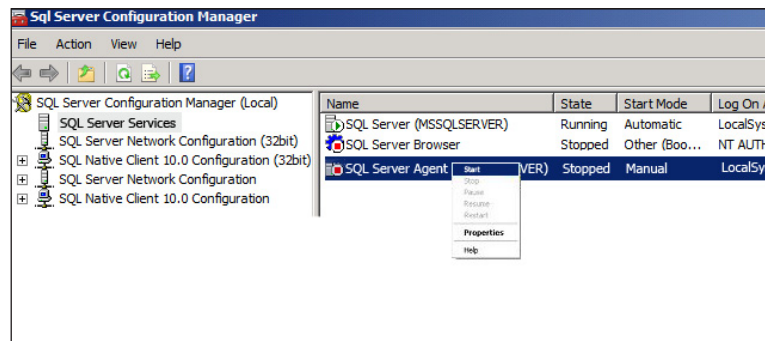 Sql Server Configuration Manager
File Action View Help
SQL Server Configuration Manager (Local)
SQL Server Services
SQL Server Network Configuration (32bit)
SQL Native Client 10.0 Configuration (32bit)
SQL Server Network Configuration
SQL Native Client 10.0 Configuration
Name State Start Mode Log On A
SQL Server (MSSQLSERVER) Running Automatic LocalSys
SQL Server Browser Stopped Other (Boo... NT AUTH
SQL Server Agent VER) Stopped Manual LocalSy
Start
Stop
Pause
Resume
Restart
Properties
Help